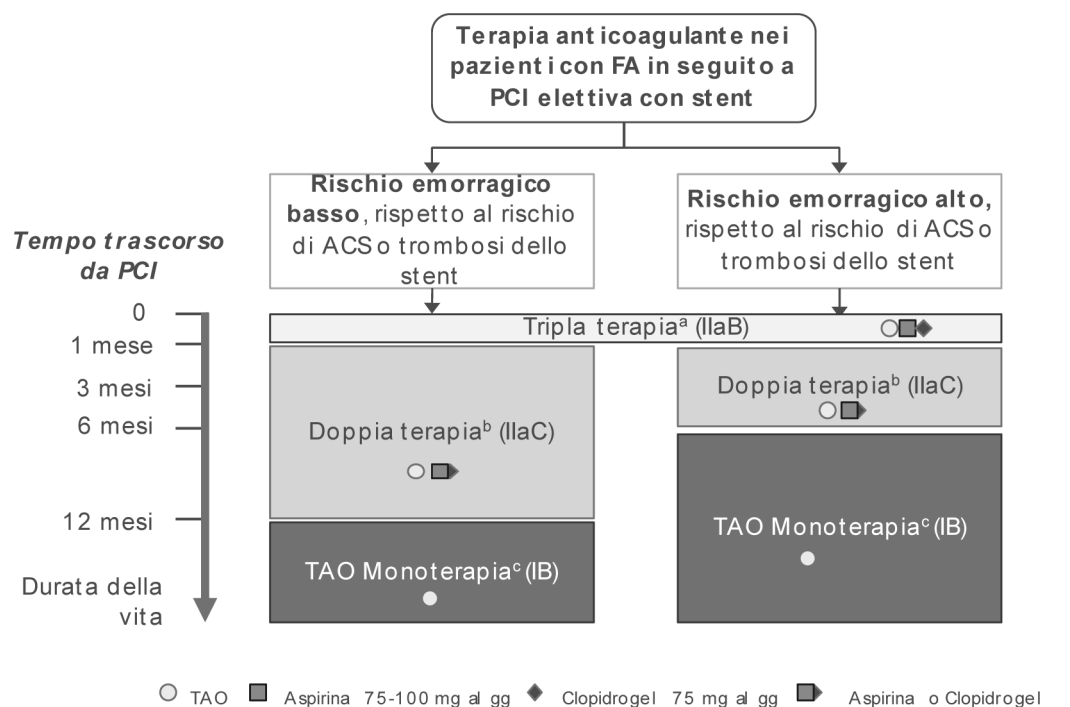 Terapia anticoagulante nei
pazienti con FA in seguito a
PCI elettiva con stent
Rischio emorragico
basso, rispetto al rischio
di ACS o trombosi dello
stent
Rischio emorragico alto,
rispetto al rischio di ACS o
trombosi dello stent
Tempo trascorso
da PCI
0
1 mese
3 mesi
6 mesi
12 mesi
Durata della
vita
Tripla terapiaᵃ (IIaB)
Doppia terapiaᵇ (IIaC)
Doppia terapiaᵇ (IIaC)
TAO Monoterapiaᶜ (IB)
TAO Monoterapiaᶜ (IB)
TAO Aspirina 75-100 mg al gg Clopidrogel 75 mg al gg Aspirina o Clopidrogel